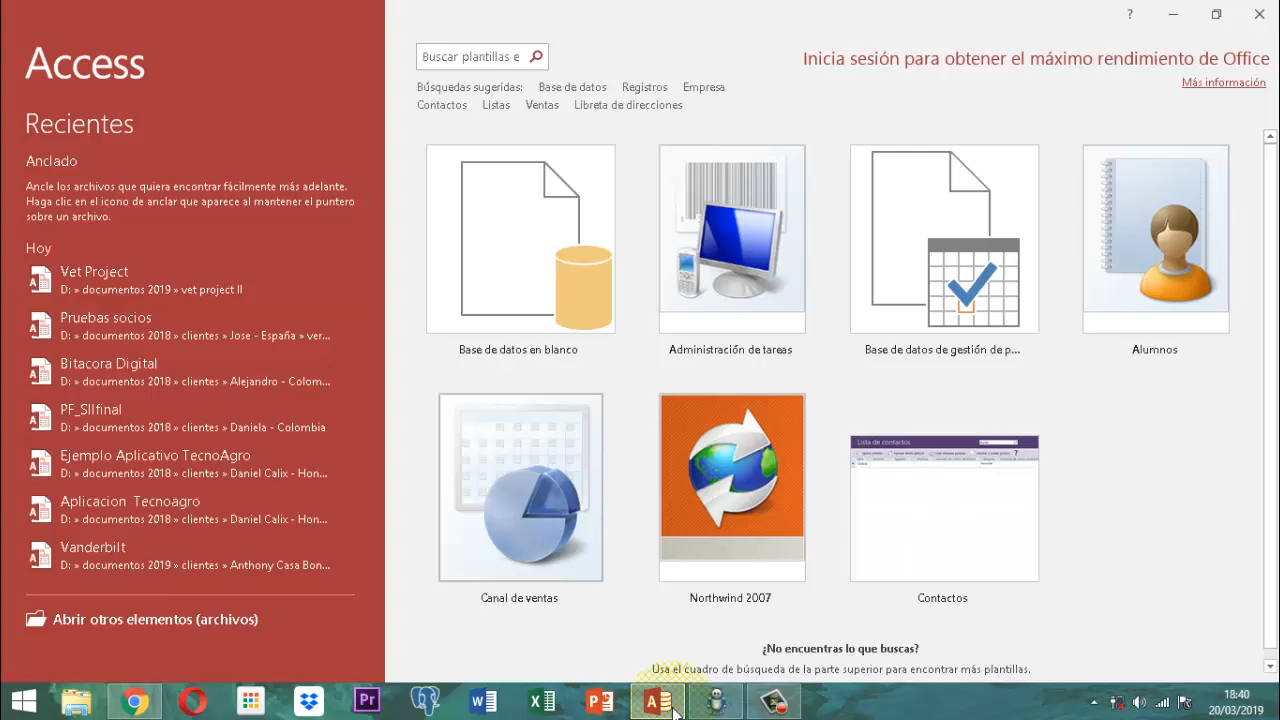 Access
Recientes
Anclado
Ancle los archivos que quiera encontrar fácilmente más adelante.
Haga clic en el icono de anclar que aparece al mantener el puntero
sobre un archivo.
Hoy
Vet Project
D: » documentos 2019 » vet project II
Pruebas socios
D: » documentos 2018 » clientes » Jose - España » ver...
Bitacora Digital
D: » documentos 2018 » clientes » Alejandro - Colom...
PF_SIIfinal
D: » documentos 2018 » clientes » Daniela - Colombia
Ejemplo Aplicativo TecnoAgro
D: » documentos 2018 » clientes » Daniel Calix - Hon...
Aplicacion Tecnoagro
D: » documentos 2018 » clientes » Daniel Calix - Hon...
Vanderbilt
D: » documentos 2019 » clientes » Anthony Casa Bon...
Abrir otros elementos (archivos)
?
Buscar plantillas e
Inicia sesión para obtener el máximo rendimiento de Office
Más información
Búsquedas sugeridas: Base de datos Registros Empresa
Contactos Listas Ventas Libreta de direcciones
Base de datos en blanco
Administración de tareas
Base de datos de gestión de p...
Alumnos
Lista de contactos
Canal de ventas
Northwind 2007
Contactos
¿No encuentras lo que buscas?
Usa el cuadro de búsqueda de la parte superior para encontrar más plantillas.
Pr
18:40
20/03/2019